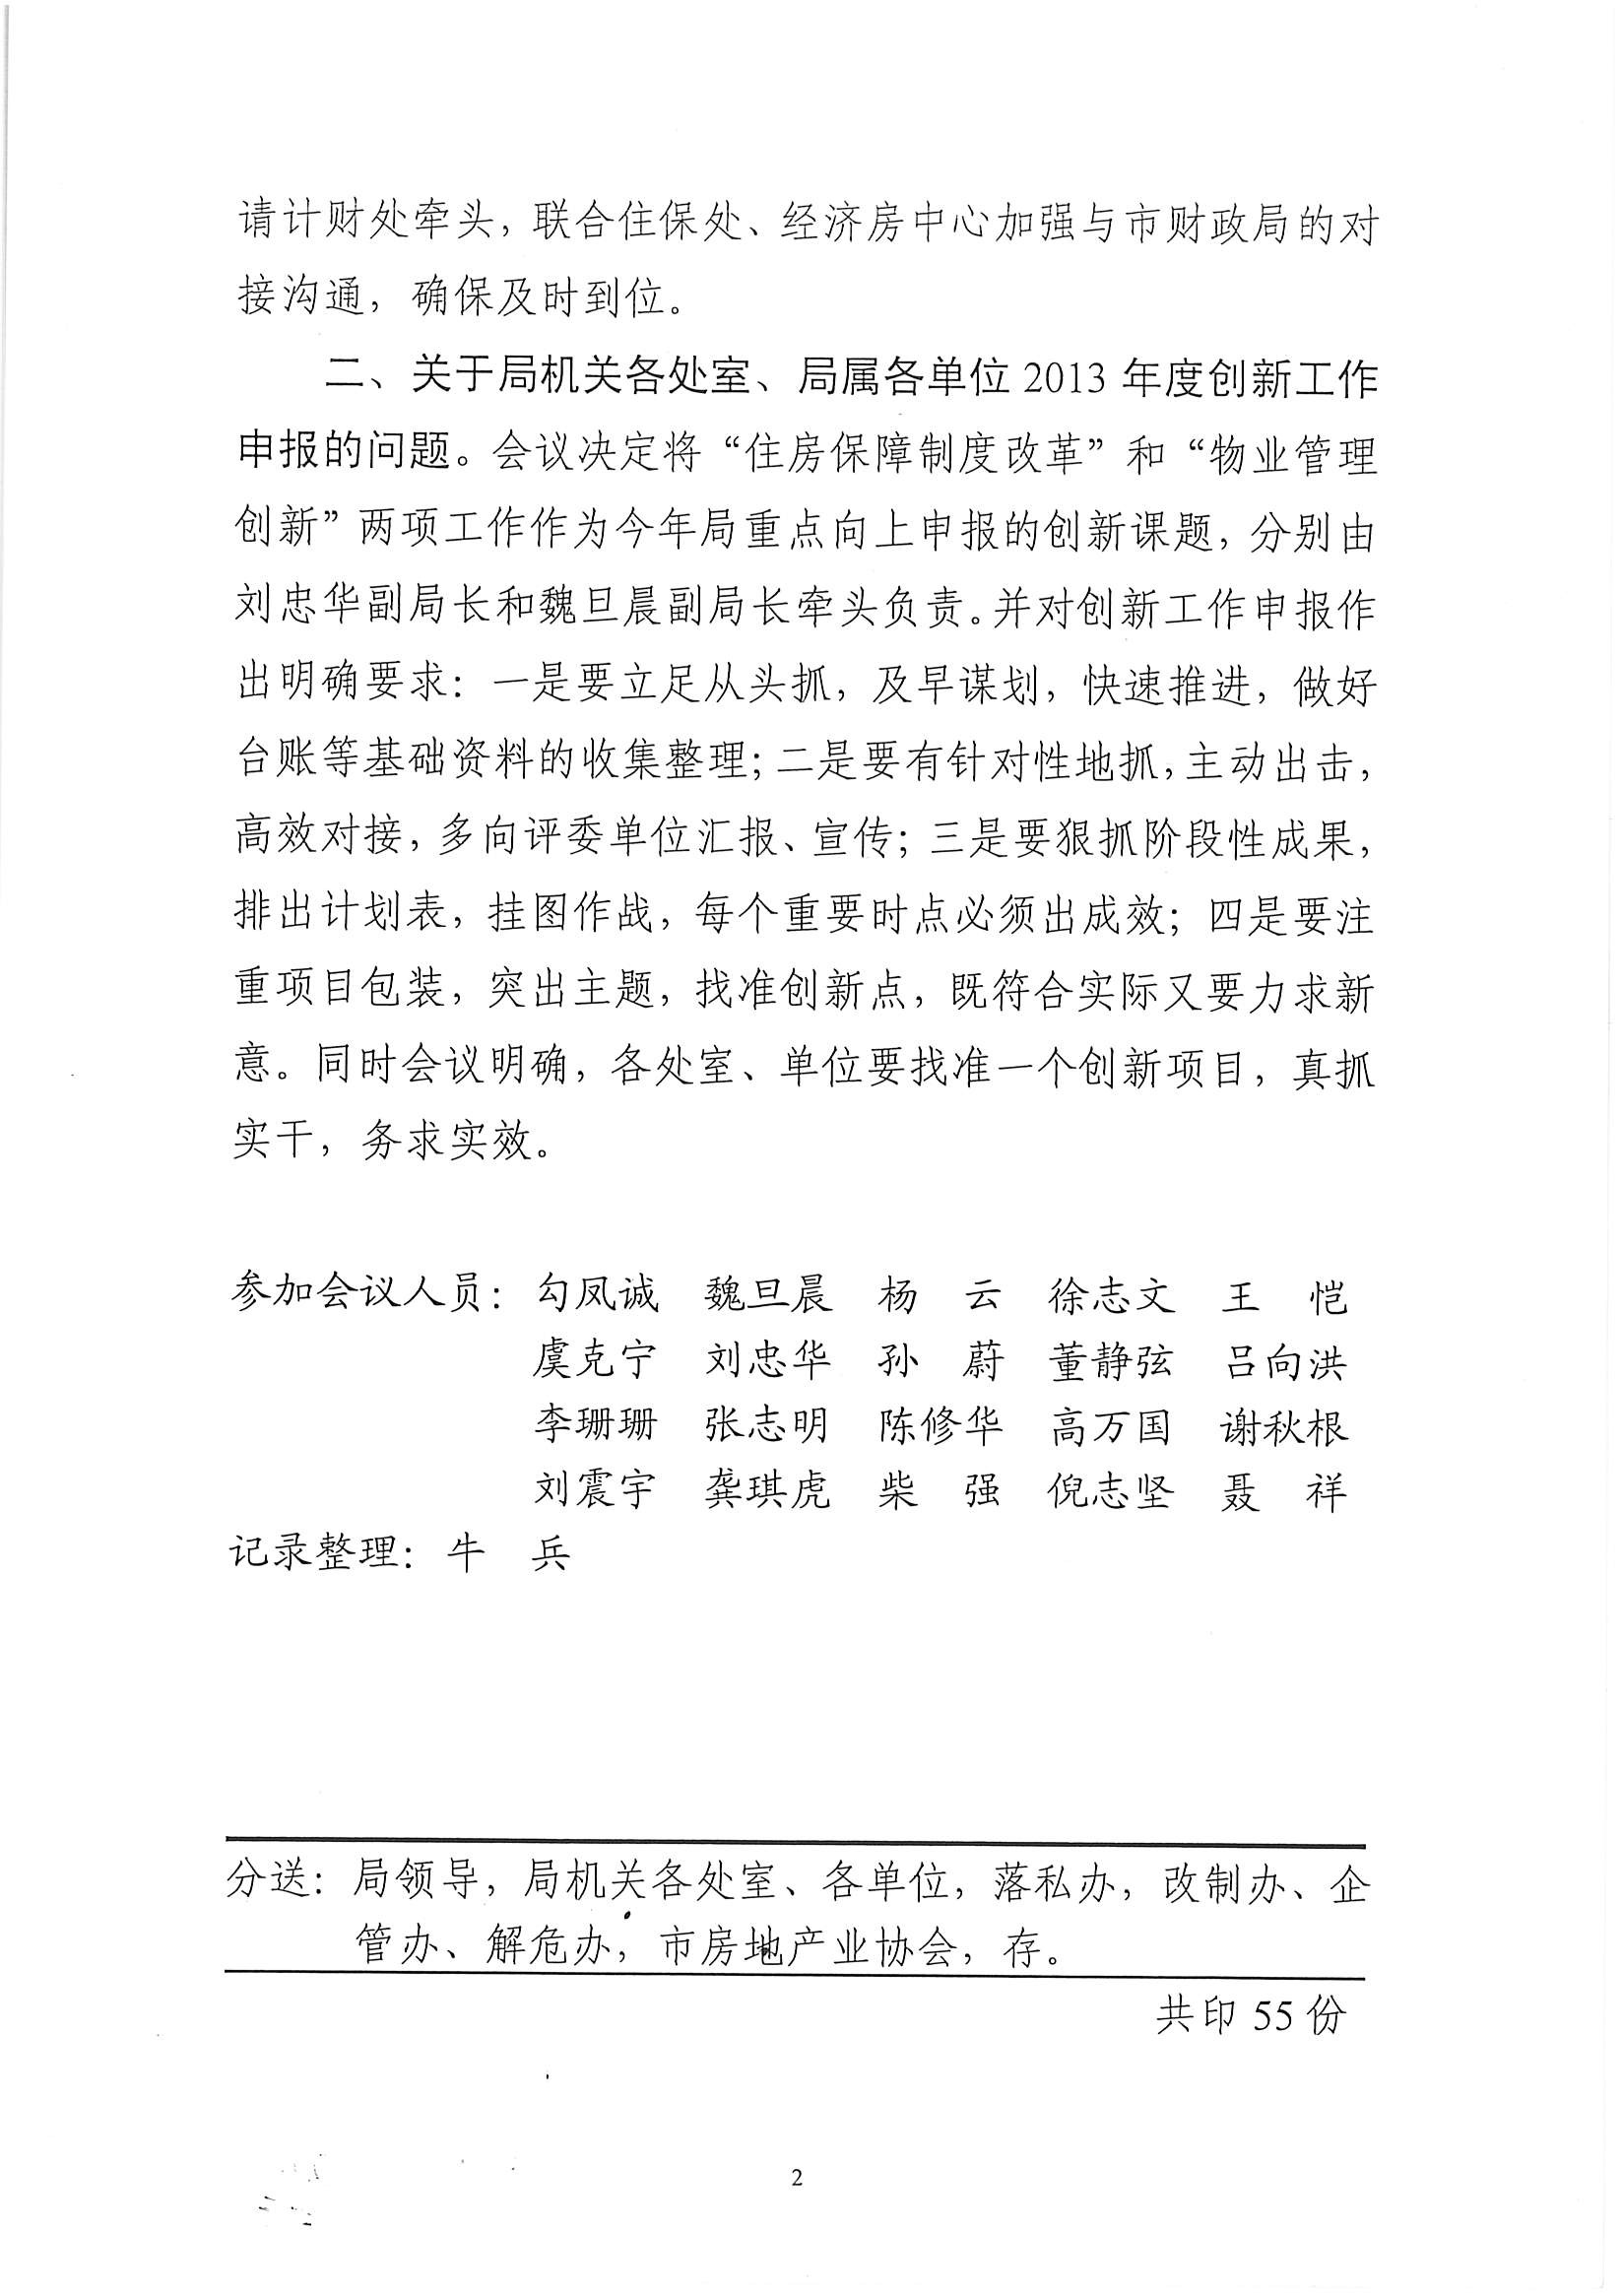 请计财处牵头，联合住保处、经济房中心加强与市财政局的对
接沟通，确保及时到位。
二、关于局机关各处室、局属各单位 2013 年度创新工作
申报的问题。会议决定将“住房保障制度改革”和“物业管理
创新”两项工作作为今年局重点向上申报的创新课题，分别由
刘忠华副局长和魏旦晨副局长牵头负责。并对创新工作申报作
出明确要求：一是要立足从头抓，及早谋划，快速推进，做好
台账等基础资料的收集整理；二是要有针对性地抓，主动出击，
高效对接，多向评委单位汇报、宣传；三是要狠抓阶段性成果，
排出计划表，挂图作战，每个重要时点必须出成效；四是要注
重项目包装，突出主题，找准创新点，既符合实际又要力求新
意。同时会议明确，各处室、单位要找准一个创新项目，真抓
实干，务求实效。
参加会议人员：勾凤诚 魏旦晨 杨 云 徐志文 王 恺
虞克宁 刘忠华 孙 蔚 董静弦 吕向洪
李珊珊 张志明 陈修华 高万国 谢秋根
刘震宇 龚琪虎 柴 强 倪志坚 聂 祥
记录整理：牛 兵
分送：局领导，局机关各处室、各单位，落私办，改制办、企
管办、解危办，市房地产业协会，存。
共印 55 份
2